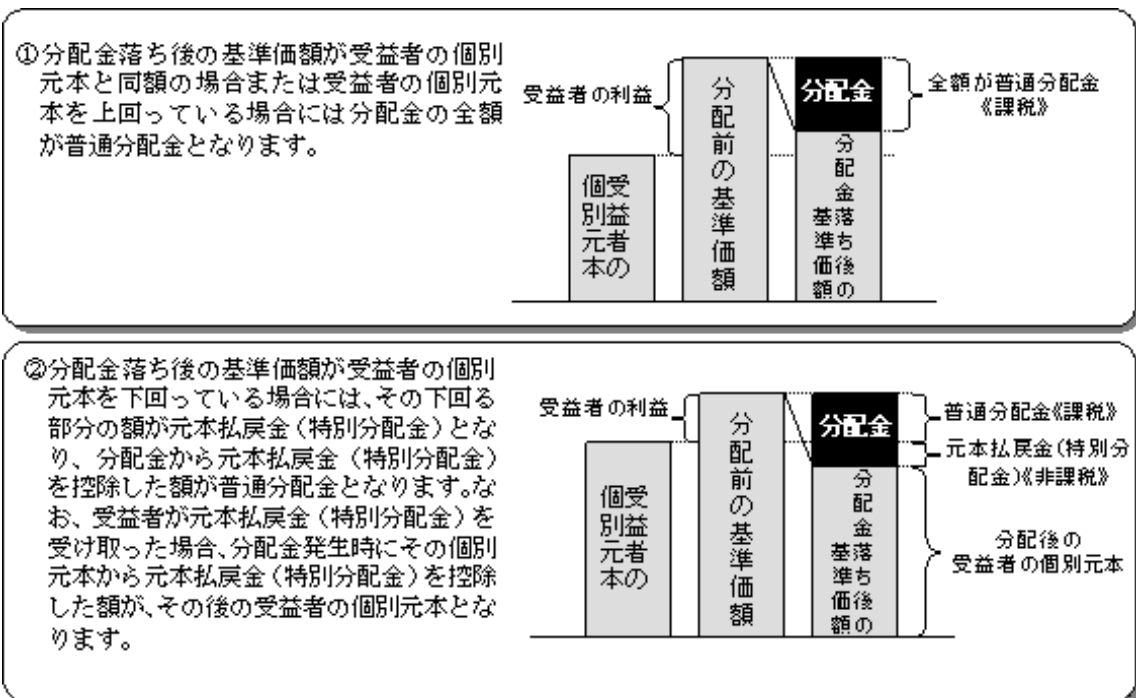 ①分配金落ち後の基準価額が受益者の個別
元本と同額の場合または受益者の個別元
本を上回っている場合には分配金の全額
が普通分配金となります。
受益者の利益
受益者の
個別元本
分配前の基準価額
分配金
分配金落ち後の
基準価額
全額が普通分配金
《課税》
②分配金落ち後の基準価額が受益者の個別
元本を下回っている場合には、その下回る
部分の額が元本払戻金(特別分配金)とな
り、分配金から元本払戻金(特別分配金)
を控除した額が普通分配金となります。な
お、受益者が元本払戻金(特別分配金)を
受け取った場合、分配金発生時にその個別
元本から元本払戻金(特別分配金)を控除
した額が、その後の受益者の個別元本とな
ります。
受益者の利益
受益者の
個別元本
分配前の基準価額
分配金
分配金落ち後の
基準価額
普通分配金《課税》
元本払戻金(特別分
配金)《非課税》
分配後の
受益者の個別元本